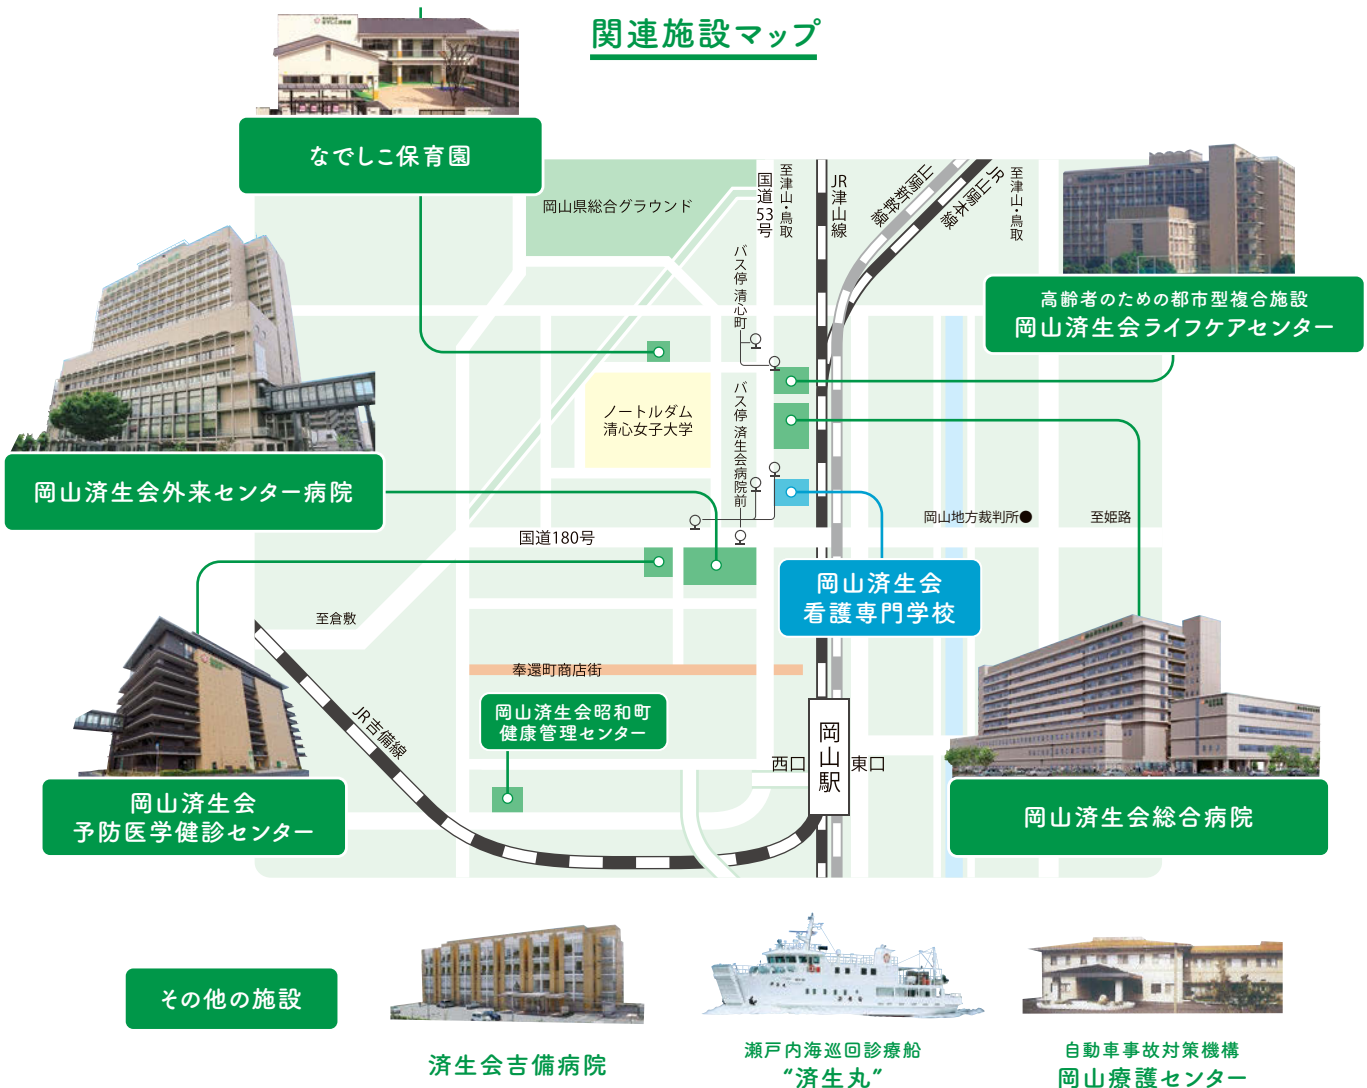 関連施設マップ
なでしこ保育園
岡山県総合グラウンド
国道53号
至津山・鳥取
JR津山線
山陽新幹線
JR山陽本線
至津山・鳥取
高齢者のための都市型複合施設
岡山済生会ライフケアセンター
バス停 清心町
ノートルダム
清心女子大学
バス停 済生会病院前
岡山済生会外来センター病院
国道180号
岡山地方裁判所
至姫路
岡山済生会
看護専門学校
至倉敷
奉還町商店街
岡山済生会昭和町
健康管理センター
JR吉備線
西口
岡山駅
東口
岡山済生会
予防医学健診センター
岡山済生会総合病院
その他の施設
済生会吉備病院
瀬戸内海巡回診療船
“済生丸”
自動車事故対策機構
岡山療護センター